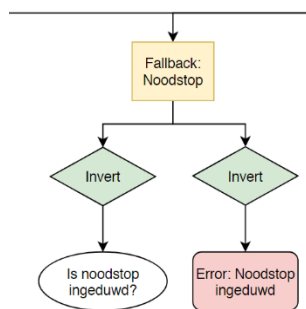 Fallback:
Noodstop
Invert
Invert
Is noodstop
ingeduwd?
Error: Noodstop
ingeduwd